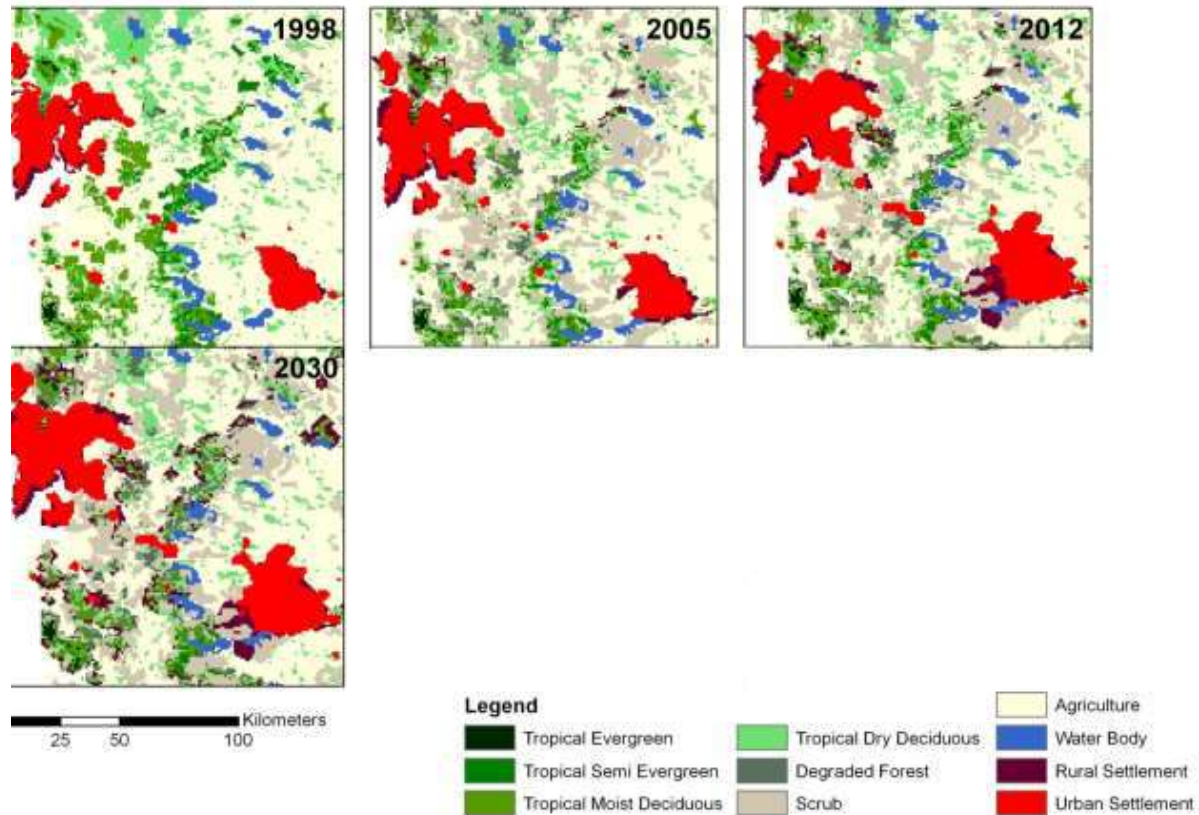 1998
2005
2012
2030
25 50 100 Kilometers
Legend
Tropical Evergreen
Tropical Semi Evergreen
Tropical Moist Deciduous
Tropical Dry Deciduous
Degraded Forest
Scrub
Agriculture
Water Body
Rural Settlement
Urban Settlement